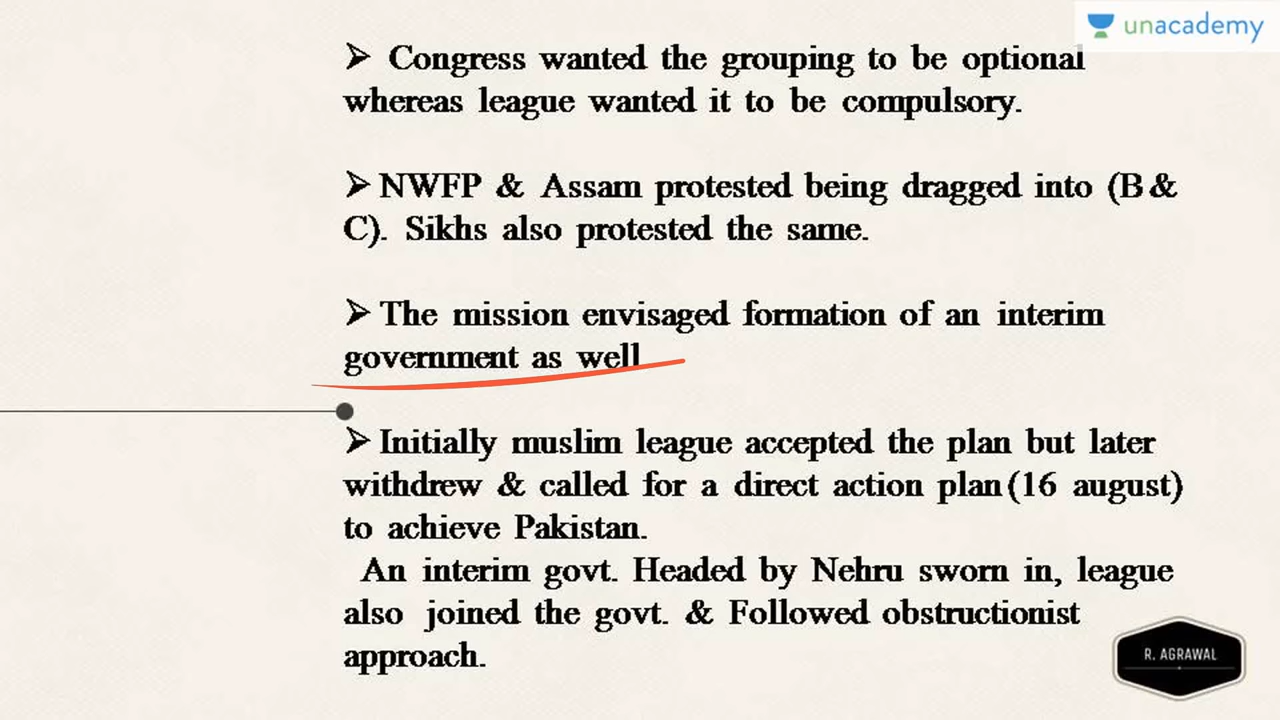 unacademy
➢ Congress wanted the grouping to be optional
whereas league wanted it to be compulsory.
➢ NWFP & Assam protested being dragged into (B &
C). Sikhs also protested the same.
➢ The mission envisaged formation of an interim
government as well
➢ Initially muslim league accepted the plan but later
withdrew & called for a direct action plan (16 august)
to achieve Pakistan.
An interim govt. Headed by Nehru sworn in, league
also joined the govt. & Followed obstructionist
approach.
R. AGRAWAL